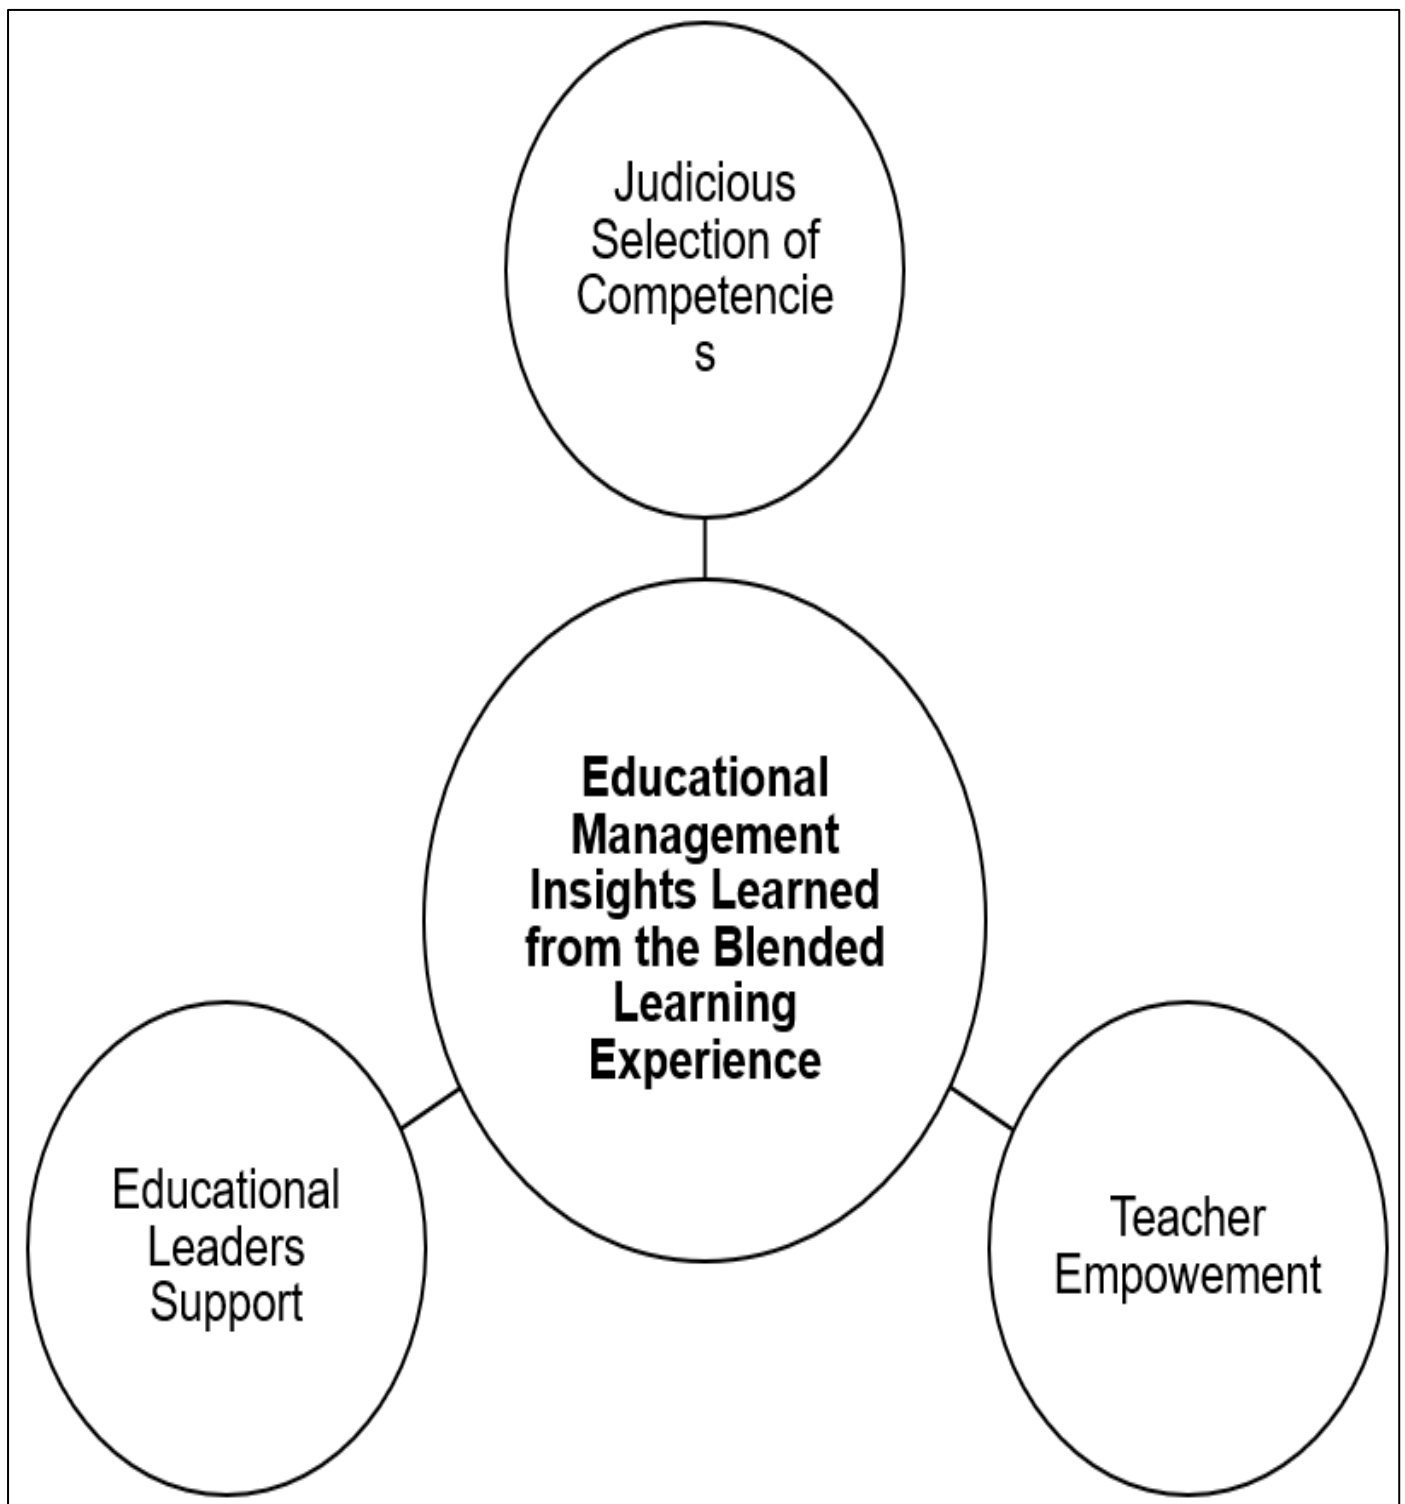 Judicious
Selection of
Competencie
s
Educational
Management
Insights Learned
from the Blended
Learning
Experience
Educational
Leaders
Support
Teacher
Empowement